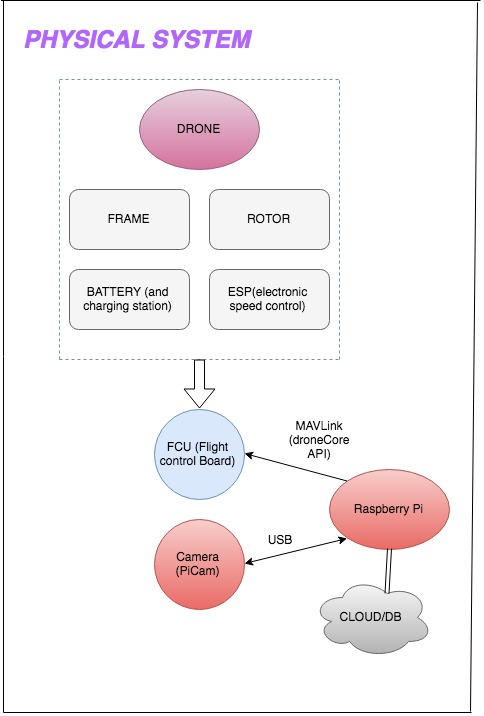 PHYSICAL SYSTEM
DRONE
FRAME
ROTOR
BATTERY (and
charging station)
ESP(electronic
speed control)
FCU (Flight
control Board)
MAVLink
(droneCore
API)
Raspberry Pi
USB
Camera
(PiCam)
CLOUD/DB